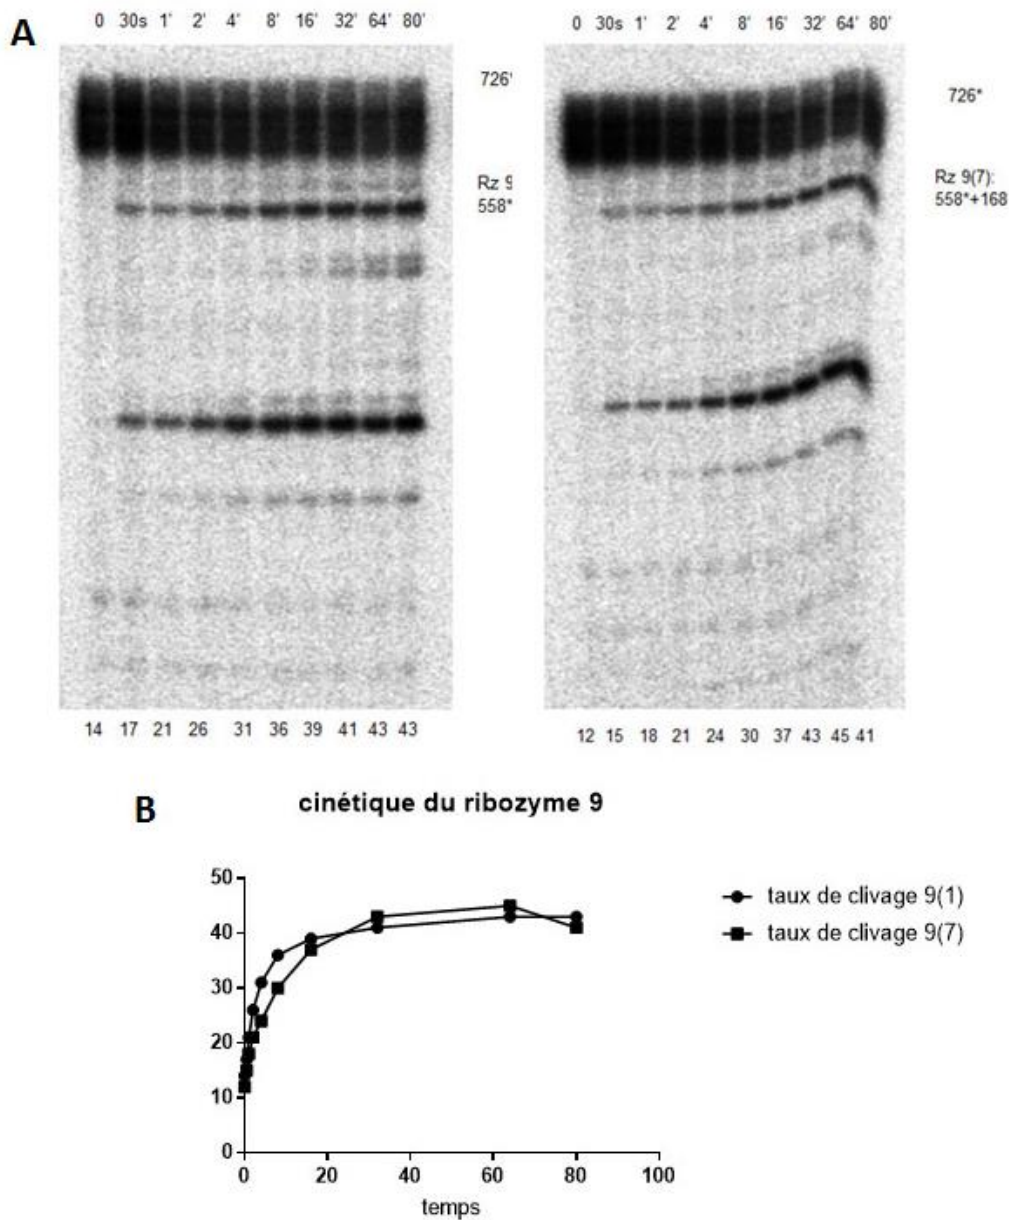 A
0 30s 1' 2' 4' 8' 16' 32' 64' 80'
0 30s 1' 2' 4' 8' 16' 32' 64' 80'
726'
726*
Rz 9
558*
Rz 9(7):
558*+168
14 17 21 26 31 36 39 41 43 43
12 15 18 21 24 30 37 43 45 41
B
cinétique du ribozyme 9
50
40
30
20
10
0
0 20 40 60 80 100
temps
taux de clivage 9(1)
taux de clivage 9(7)